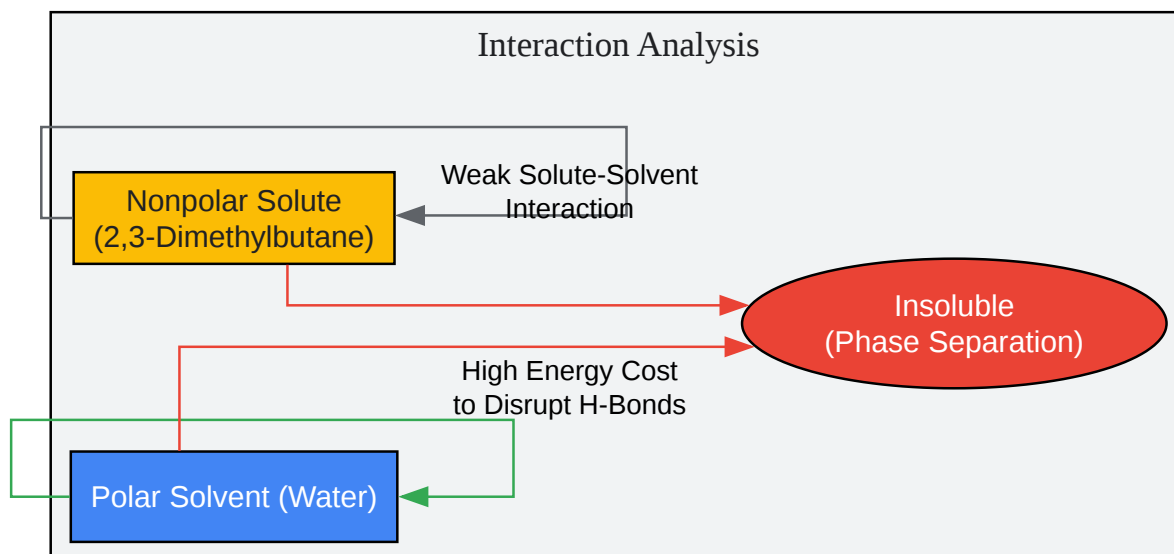 Interaction Analysis
Weak Solute-Solvent
Interaction
Nonpolar Solute
(2,3-Dimethylbutane)
Insoluble
(Phase Separation)
High Energy Cost
to Disrupt H-Bonds
Polar Solvent (Water)